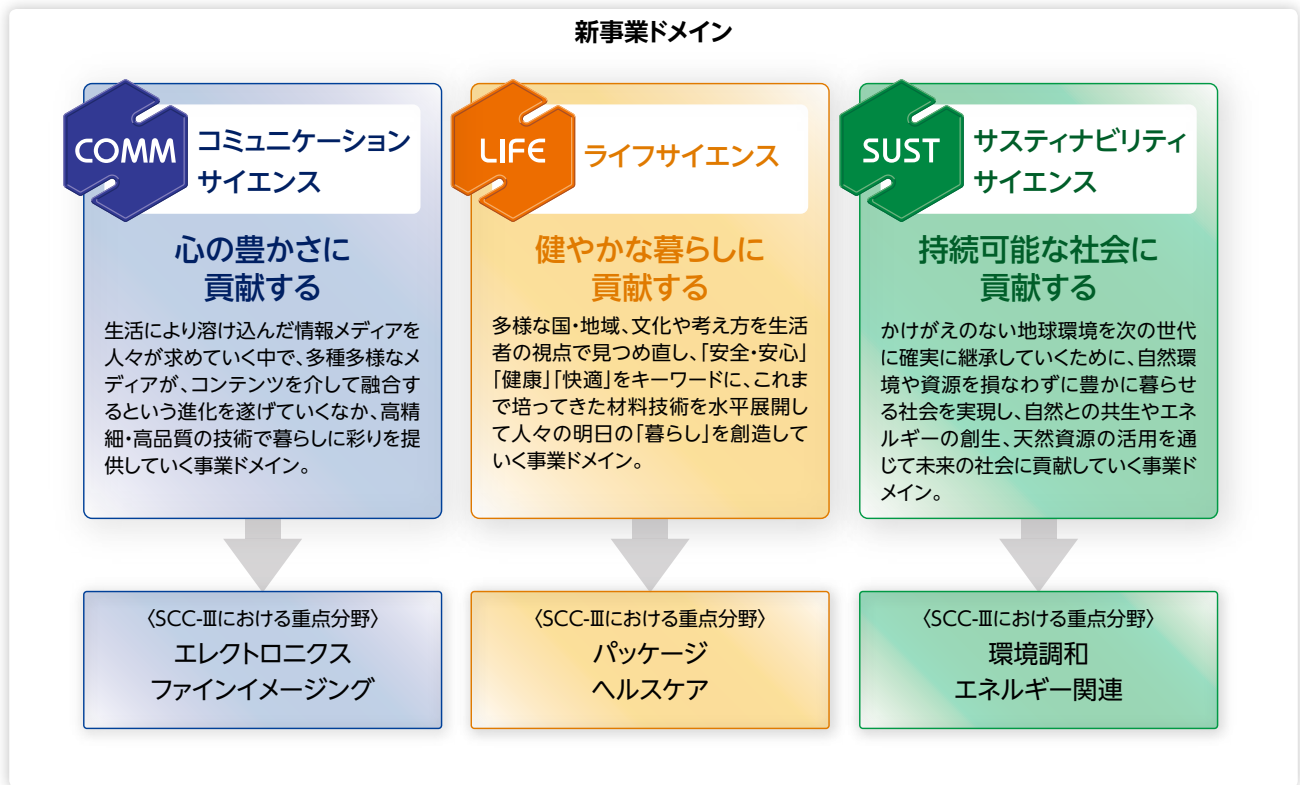 新事業ドメイン
COMM
コミュニケーション
サイエンス
心の豊かさに
貢献する
生活により溶け込んだ情報メディアを
人々が求めていく中で、多種多様なメ
ディアが、コンテンツを介して融合す
るという進化を遂げていくなか、高精
細・高品質の技術で暮らしに彩りを提
供していく事業ドメイン。
〈SCC-Ⅲにおける重点分野〉
エレクトロニクス
ファインイメージング
LIFE
ライフサイエンス
健やかな暮らしに
貢献する
多様な国・地域、文化や考え方を生活
者の視点で見つめ直し、「安全・安心」
「健康」「快適」をキーワードに、これま
で培ってきた材料技術を水平展開し
て人々の明日の「暮らし」を創造して
いく事業ドメイン。
〈SCC-Ⅲにおける重点分野〉
パッケージ
ヘルスケア
SUST
サスティナビリティ
サイエンス
持続可能な社会に
貢献する
かけがえのない地球環境を次の世代
に確実に継承していくために、自然環
境や資源を損なわずに豊かに暮らせ
る社会を実現し、自然との共生やエネ
ルギーの創生、天然資源の活用を通
じて未来の社会に貢献していく事業ド
メイン。
〈SCC-Ⅲにおける重点分野〉
環境調和
エネルギー関連